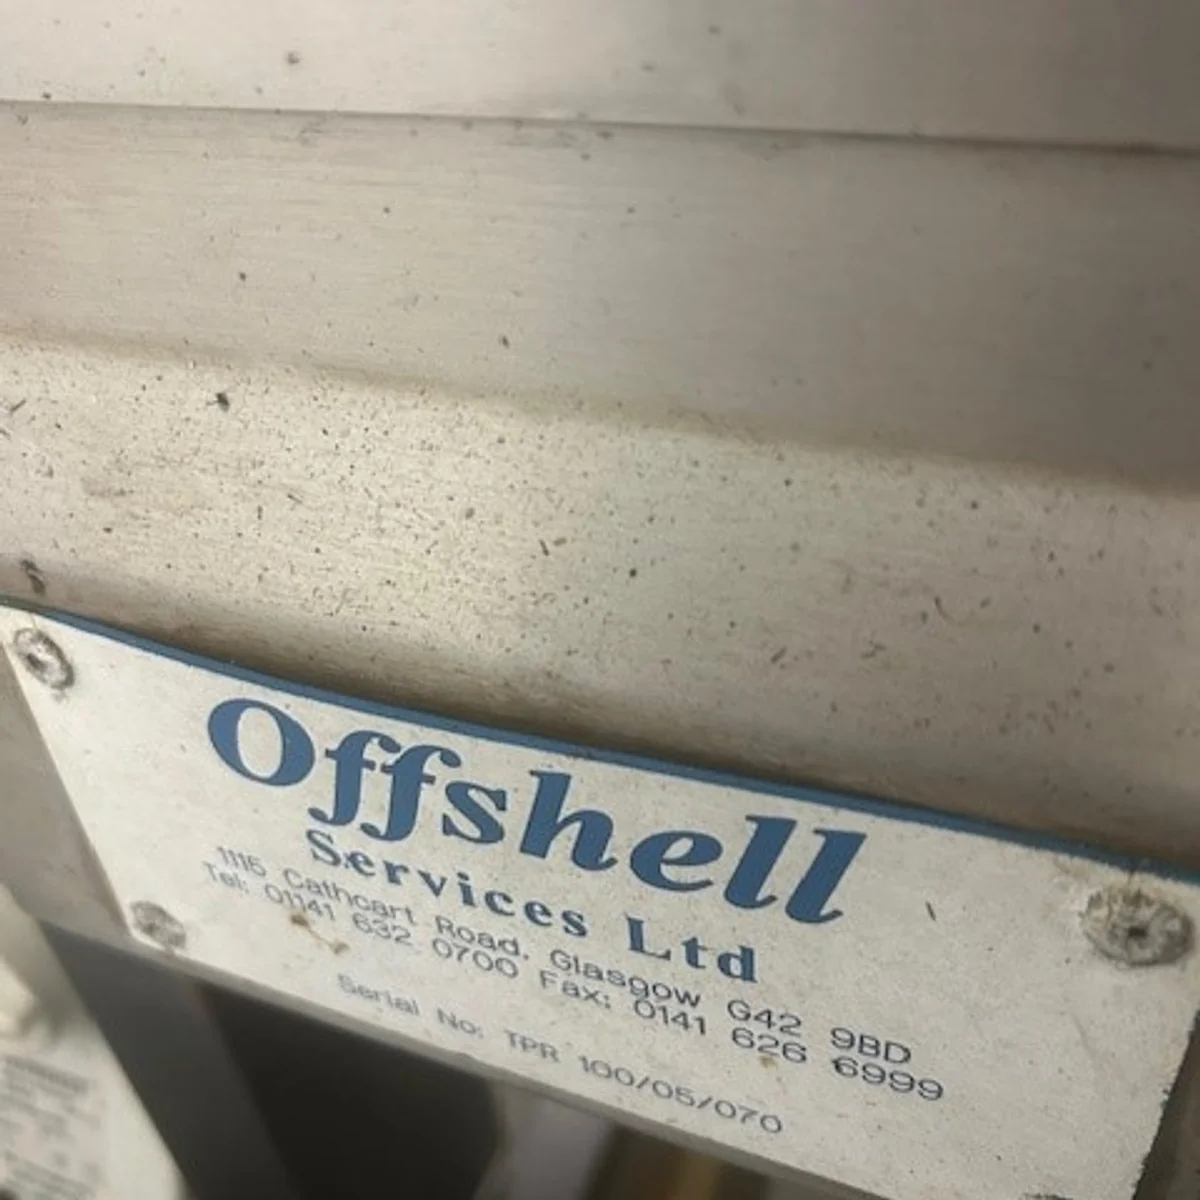 Offshell
Services Ltd
1115 Cathcart Road, Glasgow G42 9BD
Tel: 01141 632 0700 Fax: 0141 626 6999
Serial No: TPR 100/05/070